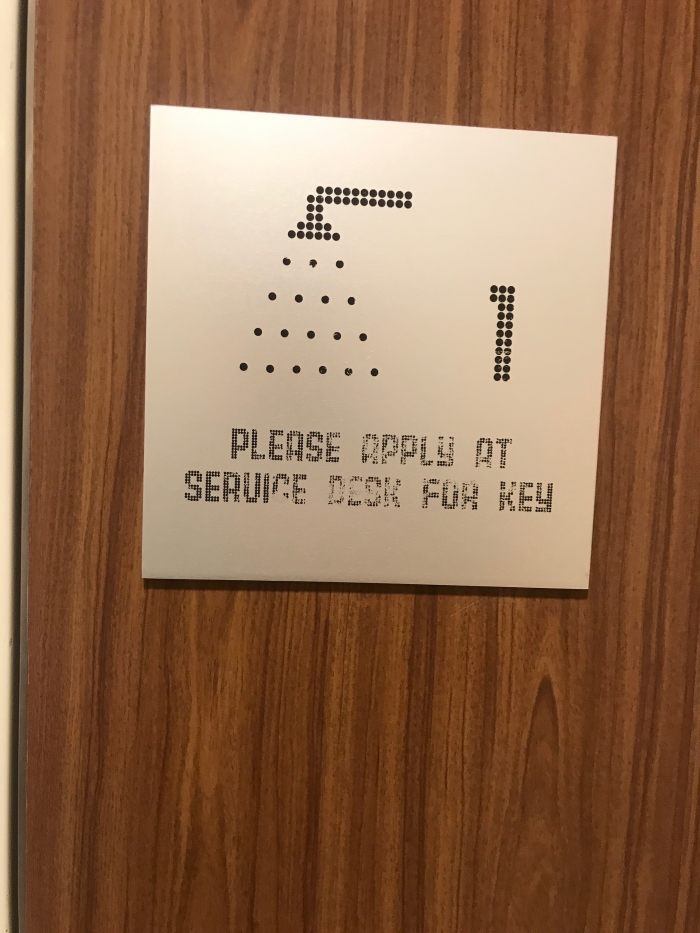 1
PLEASE APPLY AT
SERVICE DESK FOR KEY